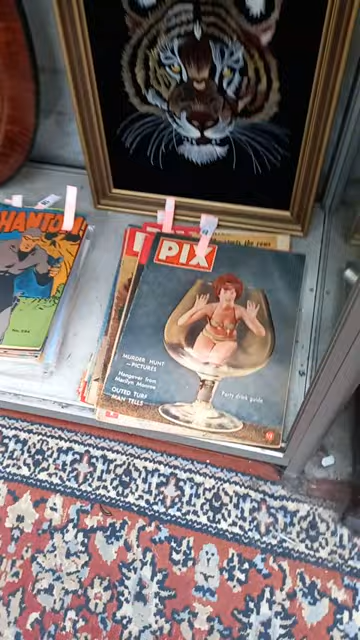 PHANTOM
PIX
MURDER HUNT
—PICTURES
Hangover from
Marilyn Monroe
OUTED TURF
MAN TELLS
Party drink guide